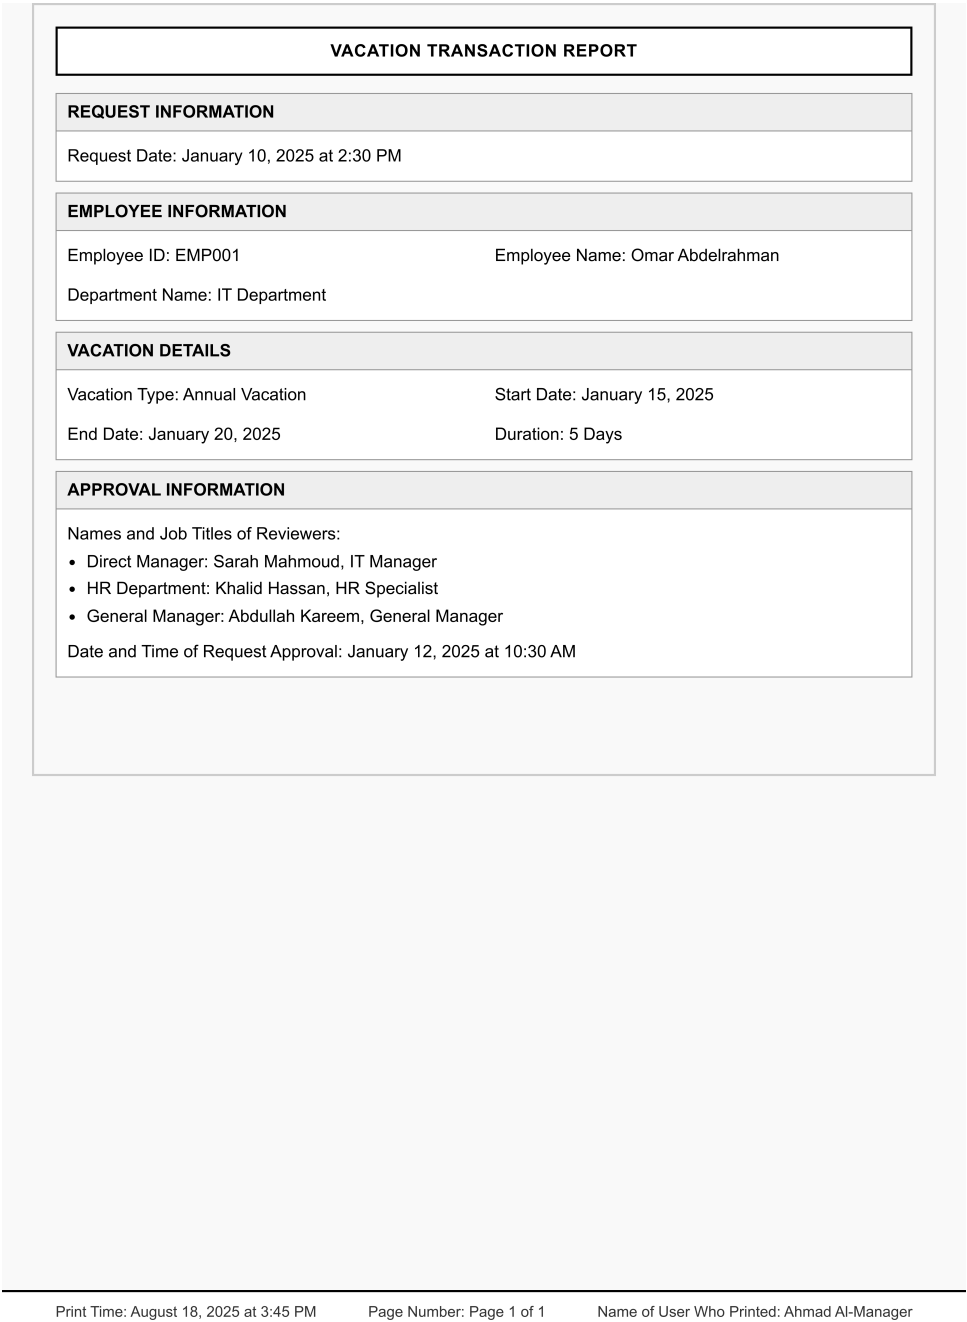 VACATION TRANSACTION REPORT
REQUEST INFORMATION
Request Date: January 10, 2025 at 2:30 PM
EMPLOYEE INFORMATION
Employee ID: EMP001 Employee Name: Omar Abdelrahman
Department Name: IT Department
VACATION DETAILS
Vacation Type: Annual Vacation Start Date: January 15, 2025
End Date: January 20, 2025 Duration: 5 Days
APPROVAL INFORMATION
Names and Job Titles of Reviewers:
• Direct Manager: Sarah Mahmoud, IT Manager
• HR Department: Khalid Hassan, HR Specialist
• General Manager: Abdullah Kareem, General Manager
Date and Time of Request Approval: January 12, 2025 at 10:30 AM
Print Time: August 18, 2025 at 3:45 PM Page Number: Page 1 of 1 Name of User Who Printed: Ahmad Al-Manager